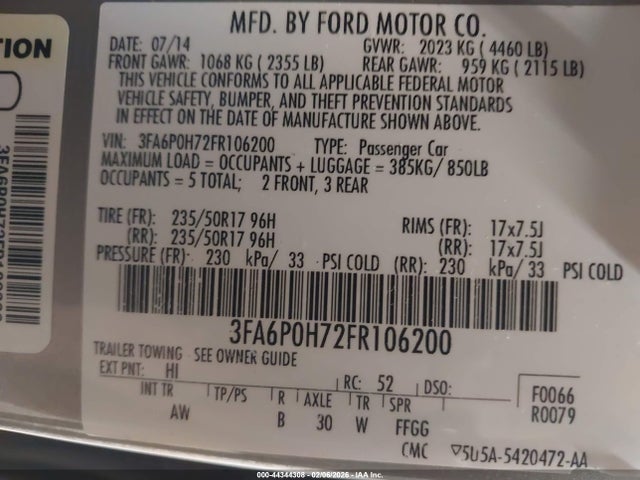 TION
MFD. BY FORD MOTOR CO.
DATE: 07/14 GVWR: 2023 KG ( 4460 LB)
FRONT GAWR: 1068 KG ( 2355 LB) REAR GAWR: 959 KG ( 2115 LB)
THIS VEHICLE CONFORMS TO ALL APPLICABLE FEDERAL MOTOR
VEHICLE SAFETY, BUMPER, AND THEFT PREVENTION STANDARDS
IN EFFECT ON THE DATE OF MANUFACTURE SHOWN ABOVE.
VIN: 3FA6P0H72FR106200 TYPE: Passenger Car
MAXIMUM LOAD = OCCUPANTS + LUGGAGE = 385KG/ 850LB
OCCUPANTS = 5 TOTAL; 2 FRONT, 3 REAR
TIRE (FR): 235/50R17 96H RIMS (FR): 17x7.5J
(RR): 235/50R17 96H (RR): 17x7.5J
PRESSURE (FR): 230 kPa/ 33 PSI COLD (RR): 230 kPa/ 33 PSI COLD
3FA6P0H72FR106200
TRAILER TOWING SEE OWNER GUIDE
EXT PNT: HI RC: 52 DSO: F0066
INT TR TP/PS R AXLE TR SPR R0079
AW B 30 W FFGG
CMC ▽5U5A-5420472-AA
000-44344308 - 02/06/2026 - IAAI.com